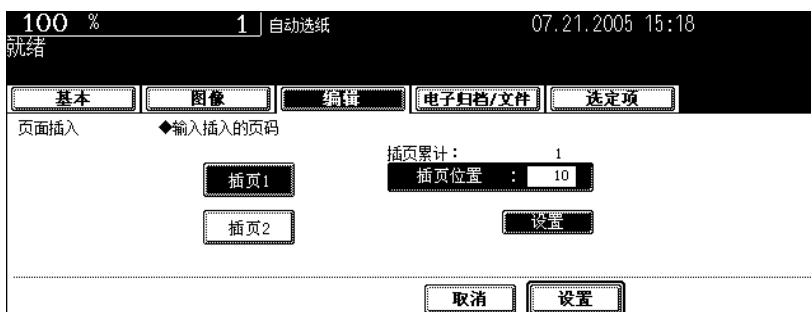 100 % 1 自动选纸 07.21.2005 15:18
就绪
基本 图像 编辑 电子归档/文件 选定项
页面插入 ◆输入插入的页码
插页累计： 1
插页1 插页位置 ： 10
插页2 设置
取消 设置